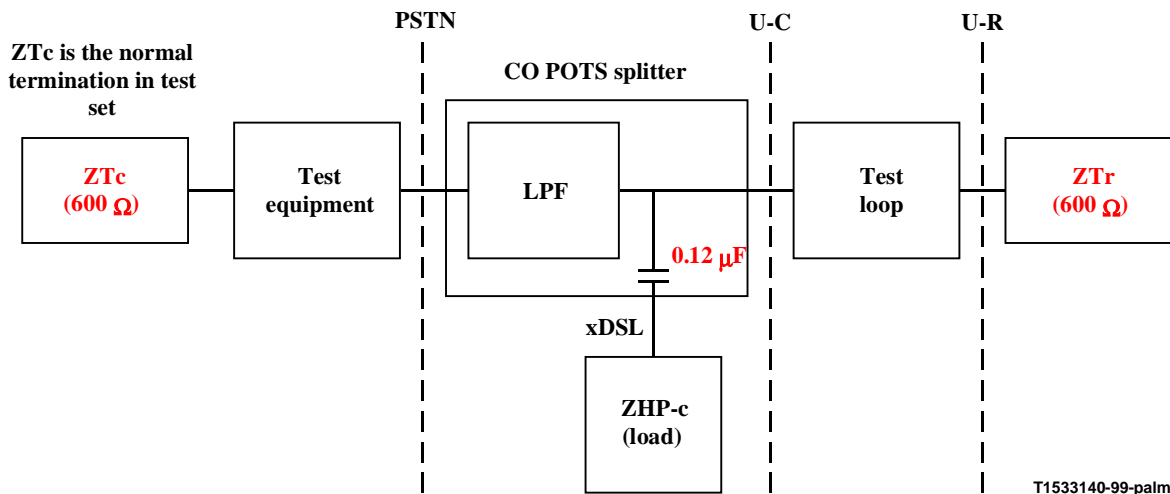 PSTN
U-C
U-R
ZTc is the normal
termination in test
set
CO POTS splitter
ZTc
(600 Ω)
Test
equipment
LPF
Test
loop
ZTr
(600 Ω)
0.12 μF
xDSL
ZHP-c
(load)
T1533140-99-palm